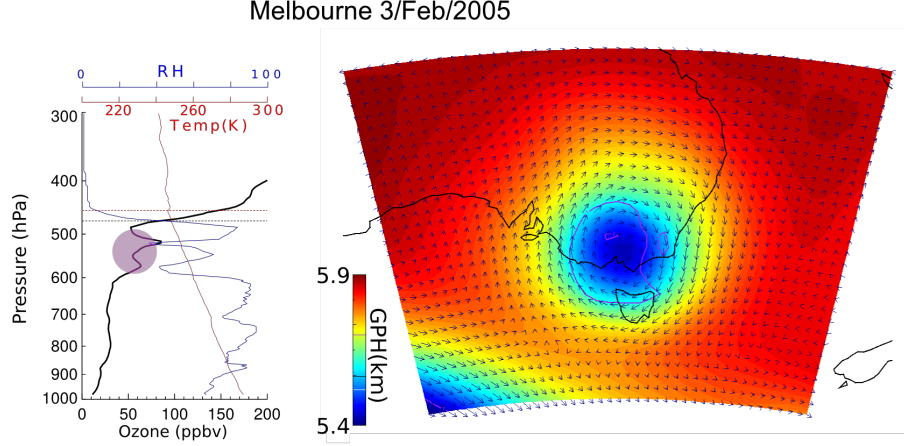 Melbourne 3/Feb/2005
0 RH 100
220 260 300
Temp(K)
300
400
500
600
700
800
900
1000
Pressure (hPa)
0 50 100 150 200
Ozone (ppbv)
5.9
GPH(km)
5.4